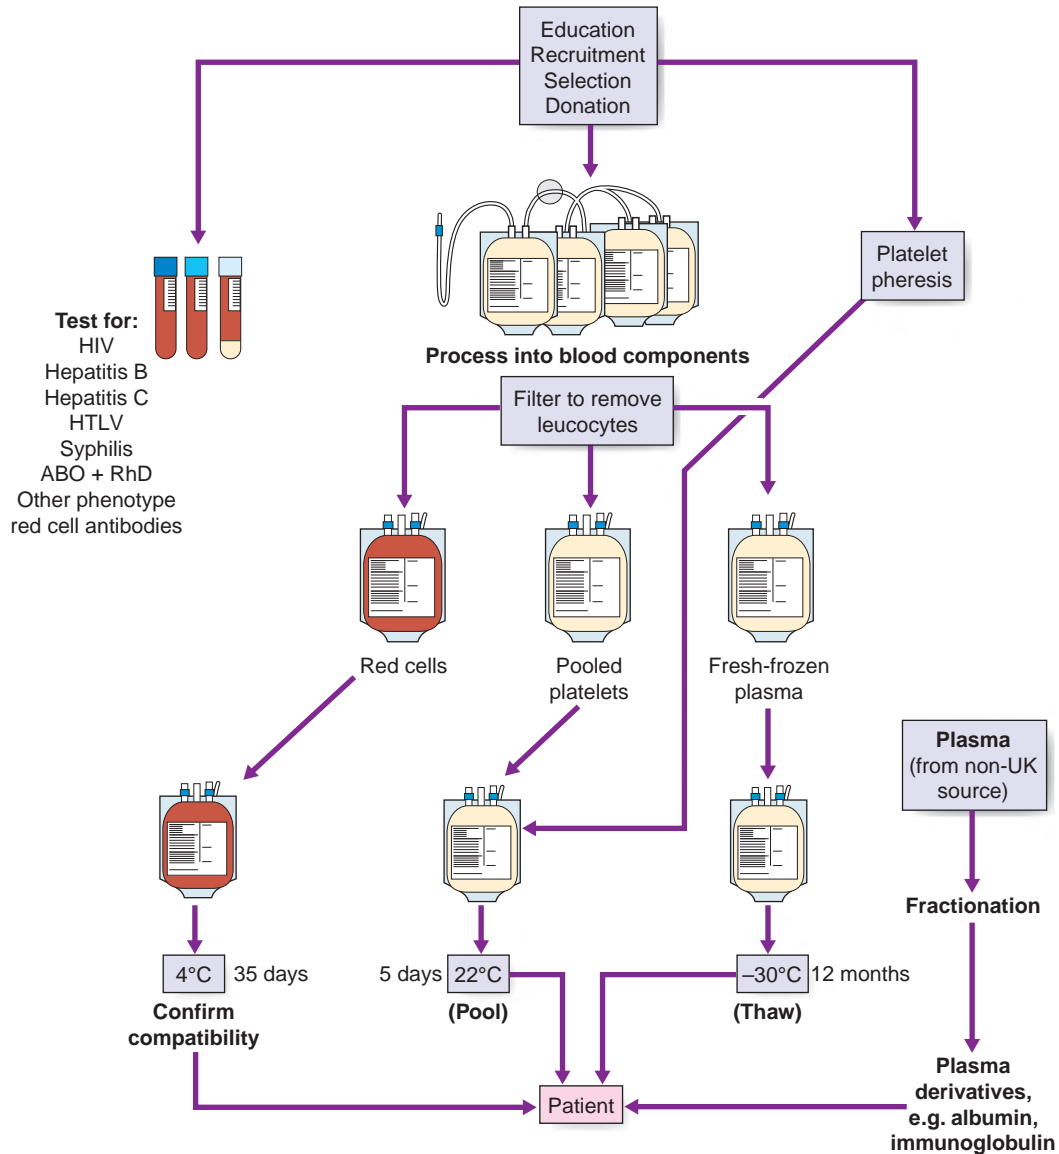 Education
Recruitment
Selection
Donation
Platelet
pheresis
Test for:
HIV
Hepatitis B
Hepatitis C
HTLV
Syphilis
ABO + RhD
Other phenotype
red cell antibodies
Process into blood components
Filter to remove
leucocytes
Red cells
Pooled
platelets
Fresh-frozen
plasma
Plasma
(from non-UK
source)
Fractionation
4°C 35 days
Confirm
compatibility
5 days 22°C
(Pool)
–30°C 12 months
(Thaw)
Plasma
derivatives,
e.g. albumin,
immunoglobulin
Patient